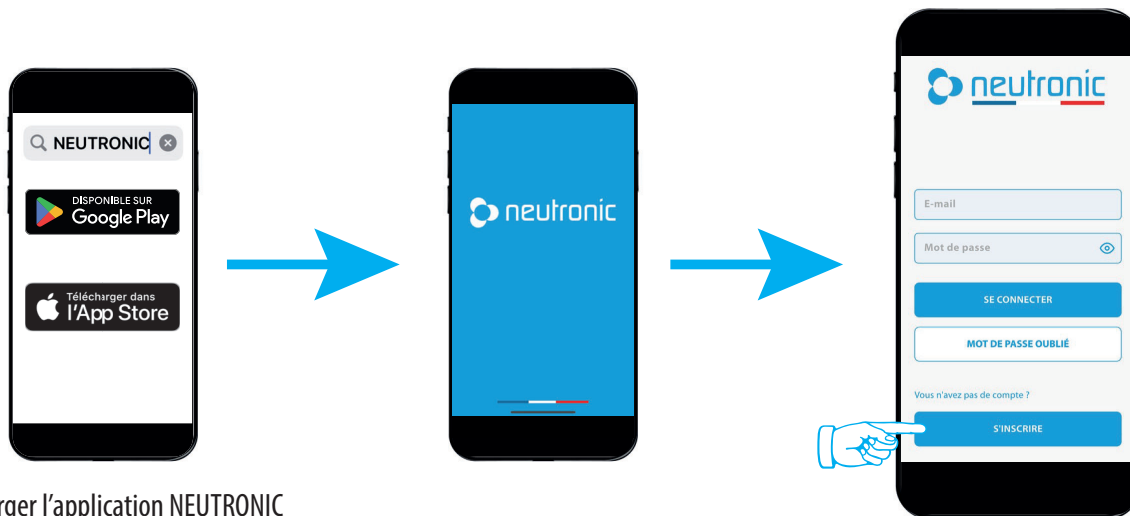 NEUTRONIC
DISPONIBLE SUR
Google Play
Télécharger dans
l'App Store
neutronic
neutronic
E-mail
Mot de passe
SE CONNECTER
MOT DE PASSE OUBLIÉ
Vous n'avez pas de compte ?
S'INSCRIRE
rger l'application NEUTRONIC